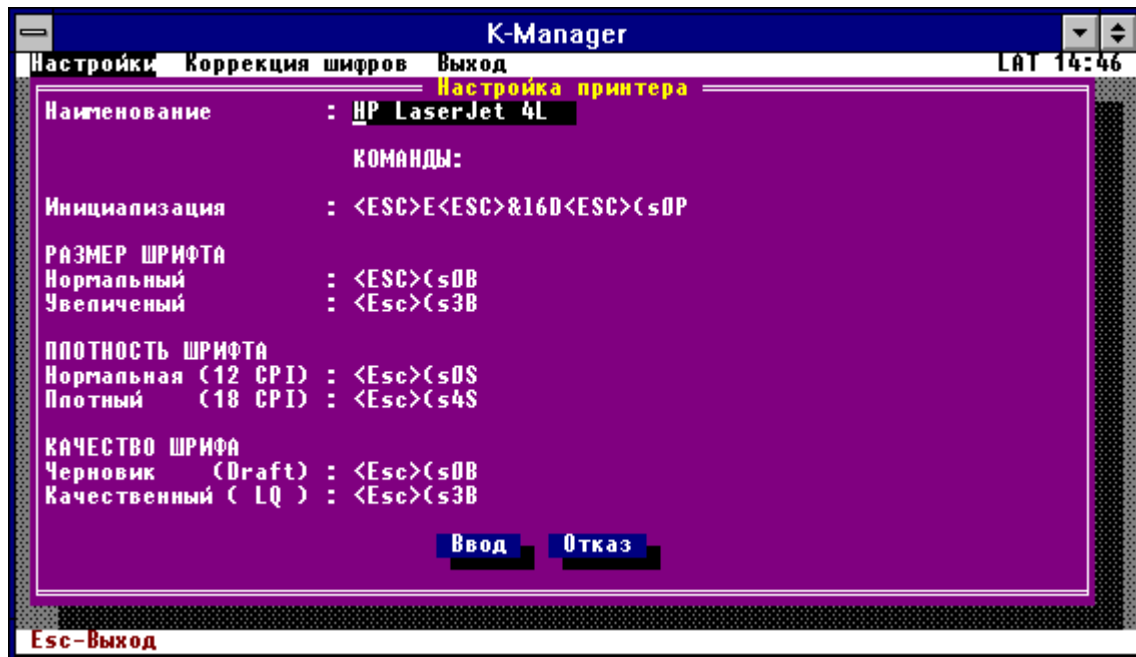 K-Manager
Настройки Коррекция шифров Выход LAT 14:46
Настройка принтера
Наименование : HP LaserJet 4L
КОМАНДЫ:
Инициализация : <ESC>E<ESC>&l6D<ESC>(s0P
РАЗМЕР ШРИФТА
Нормальный : <ESC>(s0B
Увеличеный : <Esc>(s3B
ПЛОТНОСТЬ ШРИФТА
Нормальная (12 CPI) : <Esc>(s0S
Плотный (18 CPI) : <Esc>(s4S
КАЧЕСТВО ШРИФА
Черновик (Draft) : <Esc>(s0B
Качественный ( LQ ) : <Esc>(s3B
Ввод Отказ
Esc-Выход